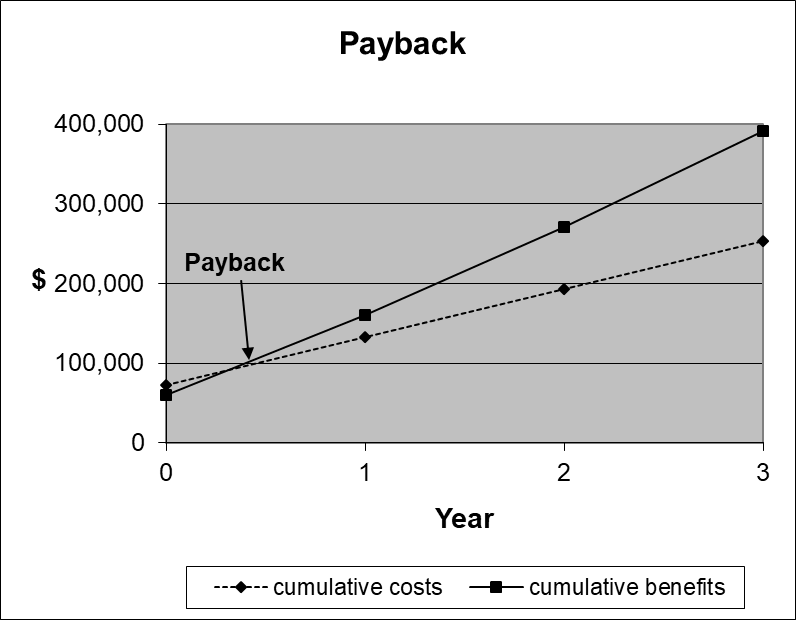 Payback
400,000
300,000
Payback
$ 200,000
100,000
0
0 1 2 3
Year
cumulative costs cumulative benefits